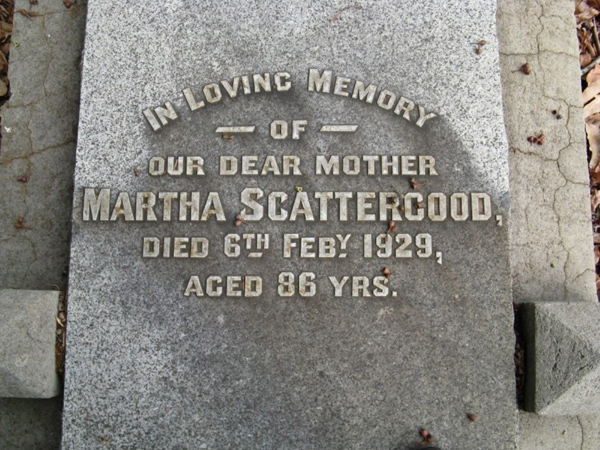 In Loving Memory
— of —
our dear mother
Martha Scattergood,
died 6th Feby. 1929,
aged 86 yrs.